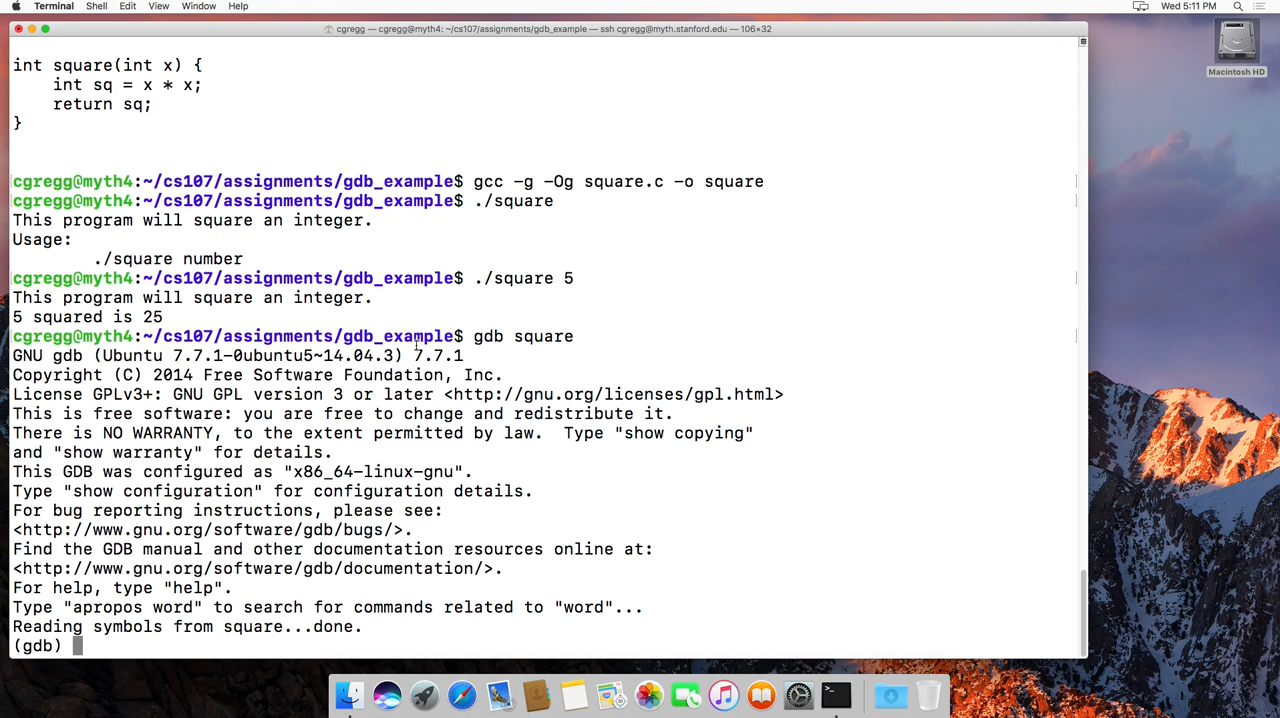 Terminal Shell Edit View Window Help Wed 5:11 PM
cgregg — cgregg@myth4: ~/cs107/assignments/gdb_example — ssh cgregg@myth.stanford.edu — 106×32
Macintosh HD
int square(int x) {
    int sq = x * x;
    return sq;
}
cgregg@myth4:~/cs107/assignments/gdb_example$ gcc -g -Og square.c -o square
cgregg@myth4:~/cs107/assignments/gdb_example$ ./square
This program will square an integer.
Usage:
        ./square number
cgregg@myth4:~/cs107/assignments/gdb_example$ ./square 5
This program will square an integer.
5 squared is 25
cgregg@myth4:~/cs107/assignments/gdb_example$ gdb square
GNU gdb (Ubuntu 7.7.1-0ubuntu5~14.04.3) 7.7.1
Copyright (C) 2014 Free Software Foundation, Inc.
License GPLv3+: GNU GPL version 3 or later <http://gnu.org/licenses/gpl.html>
This is free software: you are free to change and redistribute it.
There is NO WARRANTY, to the extent permitted by law.  Type "show copying"
and "show warranty" for details.
This GDB was configured as "x86_64-linux-gnu".
Type "show configuration" for configuration details.
For bug reporting instructions, please see:
<http://www.gnu.org/software/gdb/bugs/>.
Find the GDB manual and other documentation resources online at:
<http://www.gnu.org/software/gdb/documentation/>.
For help, type "help".
Type "apropos word" to search for commands related to "word"...
Reading symbols from square...done.
(gdb)